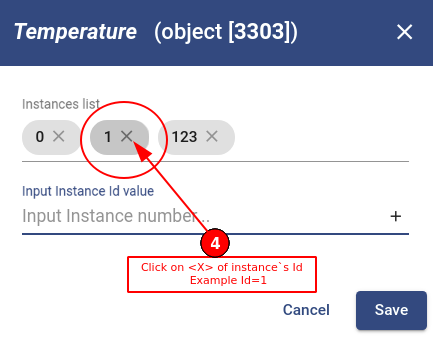 Temperature (object [3303])
Instances list
0 1 123
Input Instance Id value
Input Instance number...
4
Click on <X> of instance`s Id
Example Id=1
Cancel Save